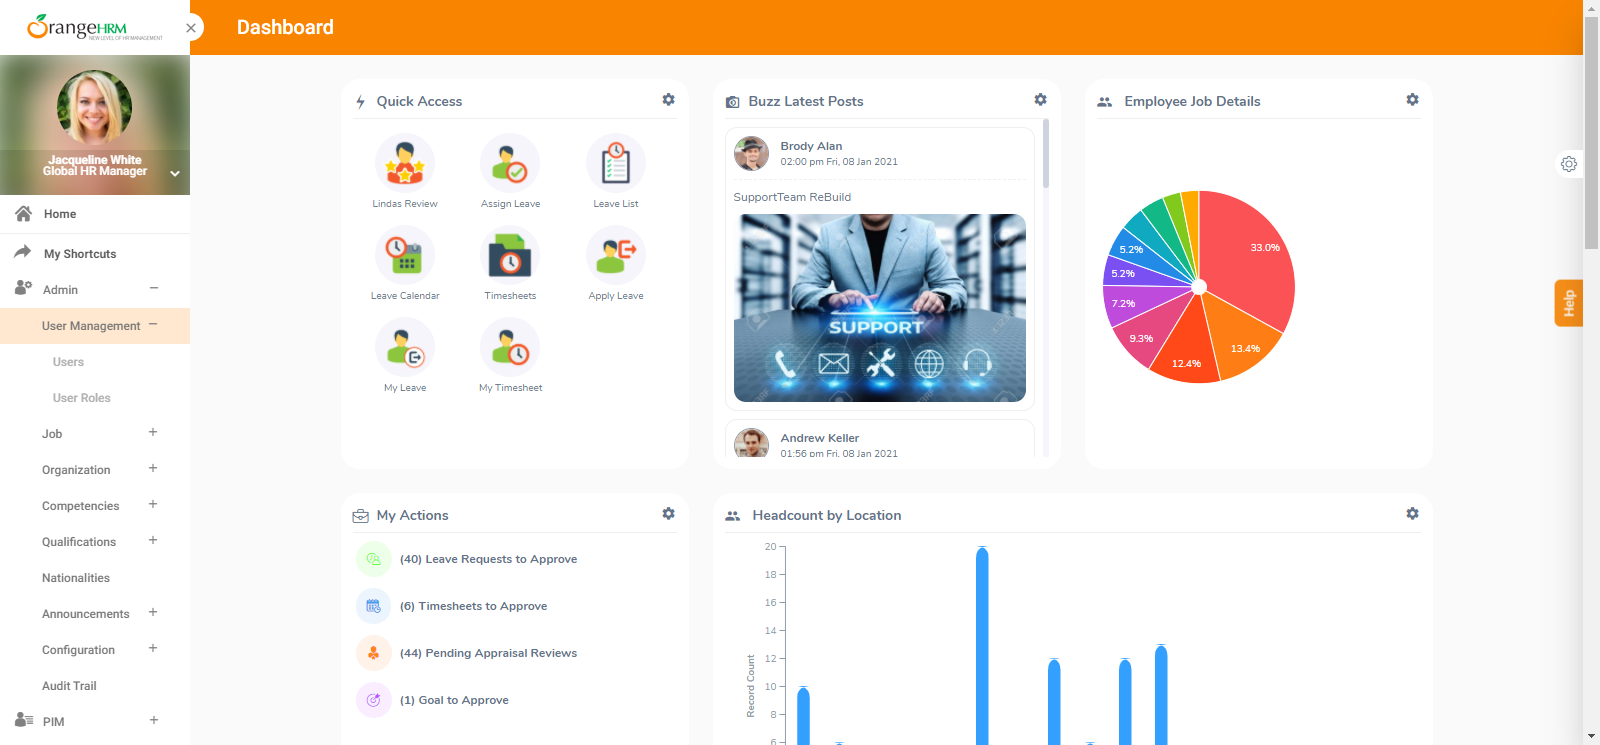 OrangeHRM
NEW LEVEL OF HR MANAGEMENT
Dashboard
Jacqueline White
Global HR Manager
Home
My Shortcuts
Admin
User Management
Users
User Roles
Job
Organization
Competencies
Qualifications
Nationalities
Announcements
Configuration
Audit Trail
PIM
Quick Access
Lindas Review
Assign Leave
Leave List
Leave Calendar
Timesheets
Apply Leave
My Leave
My Timesheet
Buzz Latest Posts
Brody Alan
02:00 pm Fri, 08 Jan 2021
SupportTeam ReBuild
SUPPORT
Andrew Keller
01:56 pm Fri, 08 Jan 2021
Employee Job Details
33.0%
5.2%
5.2%
7.2%
9.3%
12.4%
13.4%
Help
My Actions
(40) Leave Requests to Approve
(6) Timesheets to Approve
(44) Pending Appraisal Reviews
(1) Goal to Approve
Headcount by Location
Record Count
20
18
16
14
12
10
8
6